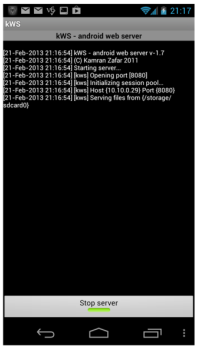 21:17
kWS
kWS - android web server
[21-Feb-2013 21:16:54] kWS - android web server v-1.7
[21-Feb-2013 21:16:54] (C) Kamran Zafar 2011
[21-Feb-2013 21:16:54] Starting server...
[21-Feb-2013 21:16:54] [kws] Opening port {8080}
[21-Feb-2013 21:16:54] [kws] Initializing session pool...
[21-Feb-2013 21:16:54] [kws] Host {10.10.0.29} Port {8080}
[21-Feb-2013 21:16:54] [kws] Serving files from {/storage/
sdcard0}
Stop server